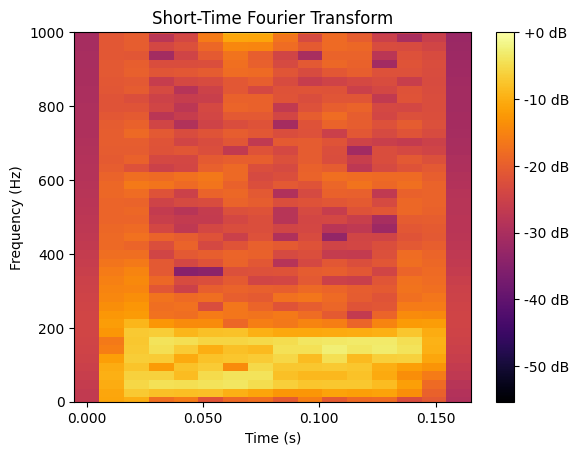 Short-Time Fourier Transform
1000
800
600
400
200
0
Frequency (Hz)
0.000
0.050
0.100
0.150
Time (s)
+0 dB
-10 dB
-20 dB
-30 dB
-40 dB
-50 dB